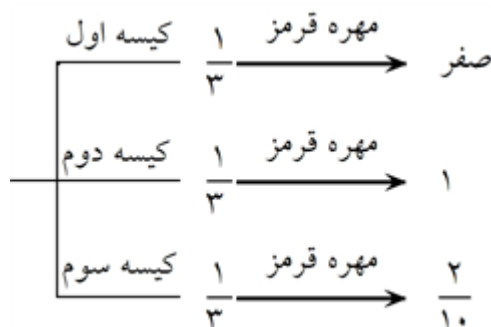 کیسه اول ۱/۳ مهره قرمز صفر
کیسه دوم ۱/۳ مهره قرمز ۱
کیسه سوم ۱/۳ مهره قرمز ۲/۱۰